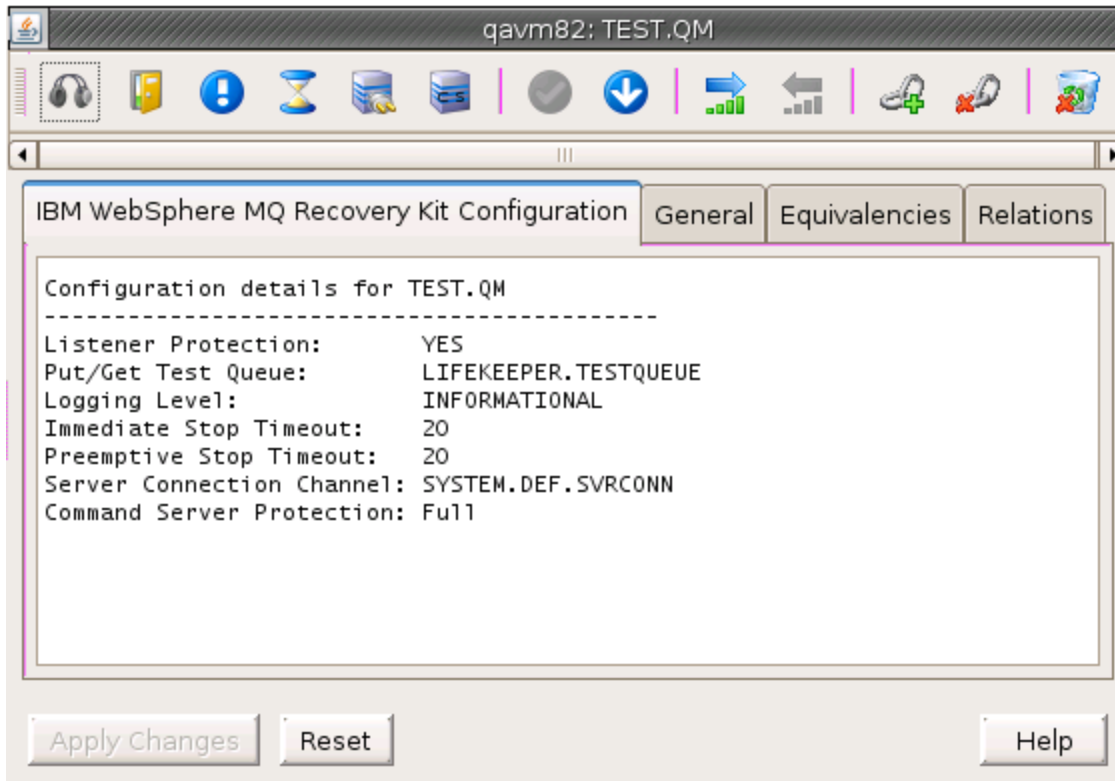 qavm82: TEST.QM
IBM WebSphere MQ Recovery Kit Configuration General Equivalencies Relations
Configuration details for TEST.QM
--------------------------------------------
Listener Protection: YES
Put/Get Test Queue: LIFEKEEPER.TESTQUEUE
Logging Level: INFORMATIONAL
Immediate Stop Timeout: 20
Preemptive Stop Timeout: 20
Server Connection Channel: SYSTEM.DEF.SVRCONN
Command Server Protection: Full
Apply Changes Reset Help